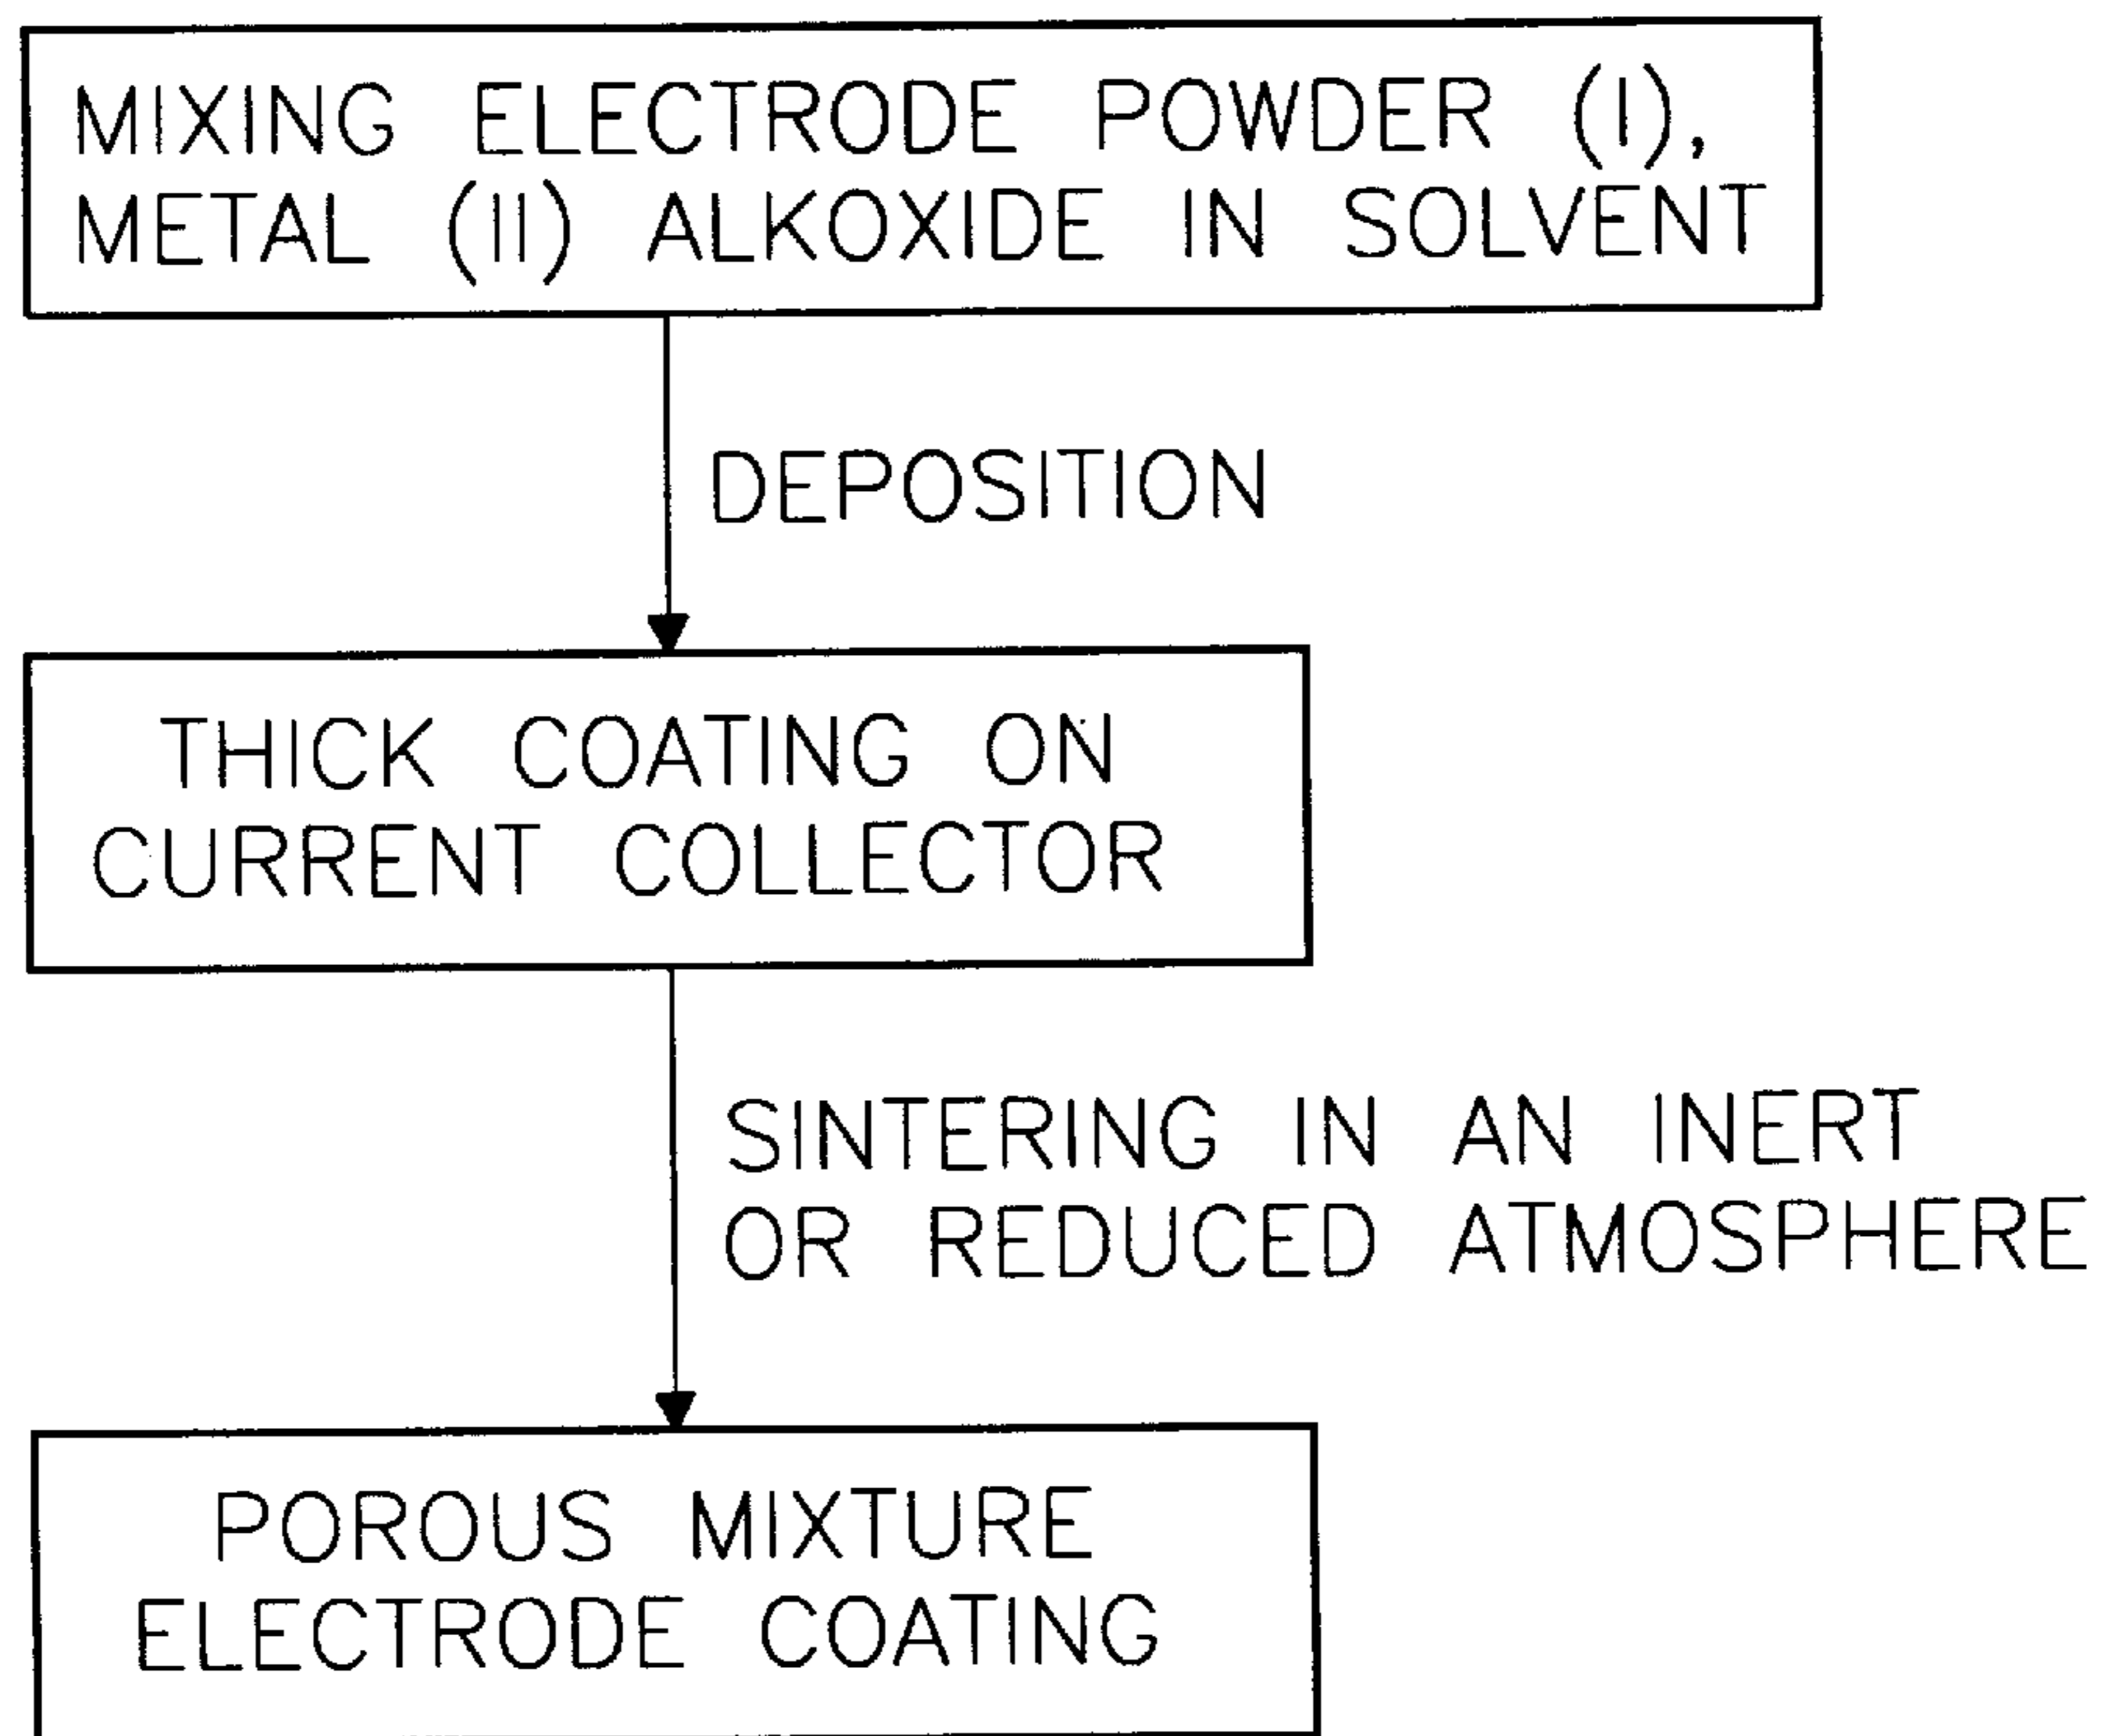 MIXING ELECTRODE POWDER (I),
METAL (II) ALKOXIDE IN SOLVENT
DEPOSITION
THICK COATING ON
CURRENT COLLECTOR
SINTERING IN AN INERT
OR REDUCED ATMOSPHERE
POROUS MIXTURE
ELECTRODE COATING